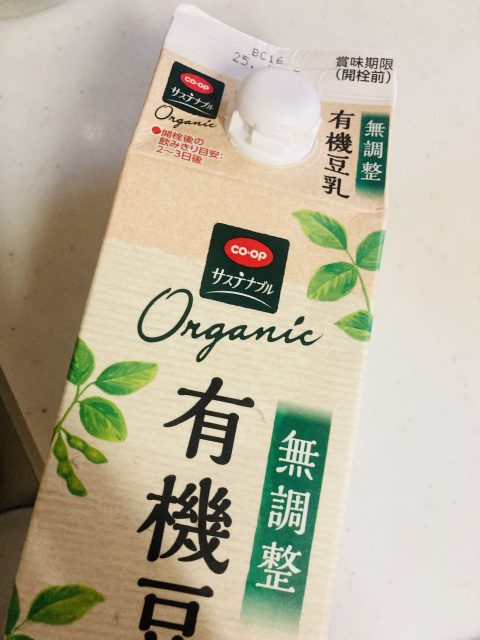 BC16
25.
賞味期限
(開栓前)
CO·OP
サステナブル
Organic
●開栓後の
飲みきり目安:
2~3日後
有機豆乳
無調整
CO·OP
サステナブル
Organic
有機豆
無調整